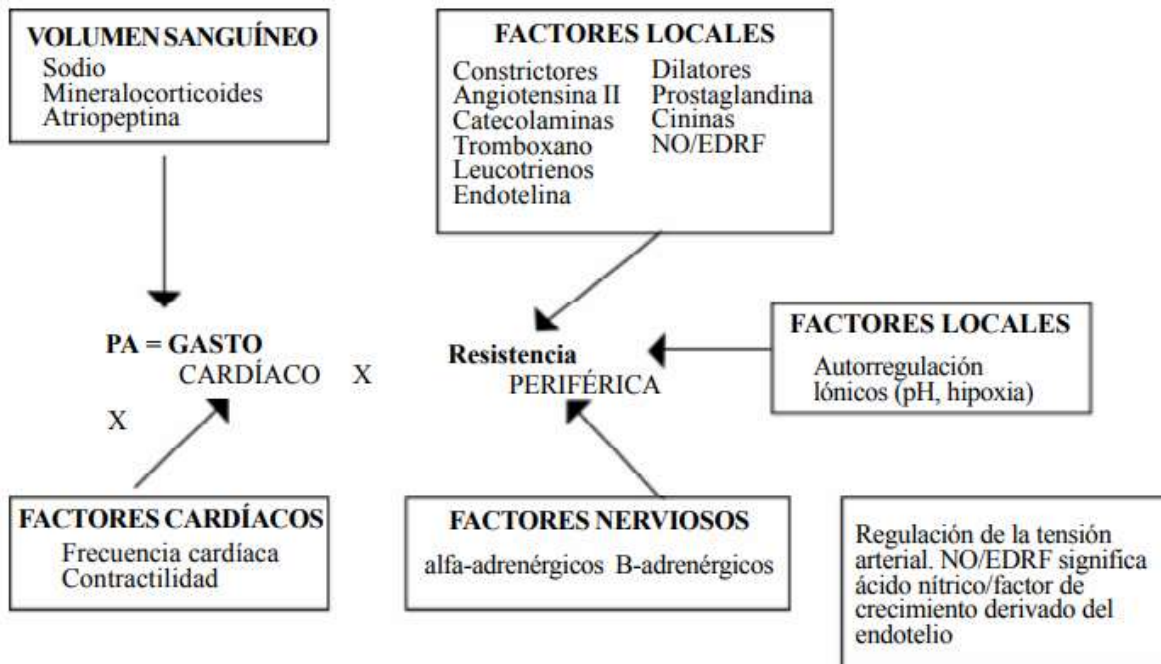 VOLUMEN SANGUÍNEO
Sodio
Mineralocorticoides
Atriopeptina
FACTORES LOCALES
Constrictores
Angiotensina II
Catecolaminas
Tromboxano
Leucotrienos
Endotelina
Dilatores
Prostaglandina
Cininas
NO/EDRF
PA = GASTO
CARDÍACO X
X
Resistencia
PERIFÉRICA
FACTORES LOCALES
Autorregulación
Iónicos (pH, hipoxia)
FACTORES CARDÍACOS
Frecuencia cardíaca
Contractilidad
FACTORES NERVIOSOS
alfa-adrenérgicos B-adrenérgicos
Regulación de la tensión
arterial. NO/EDRF significa
ácido nítrico/factor de
crecimiento derivado del
endotelio